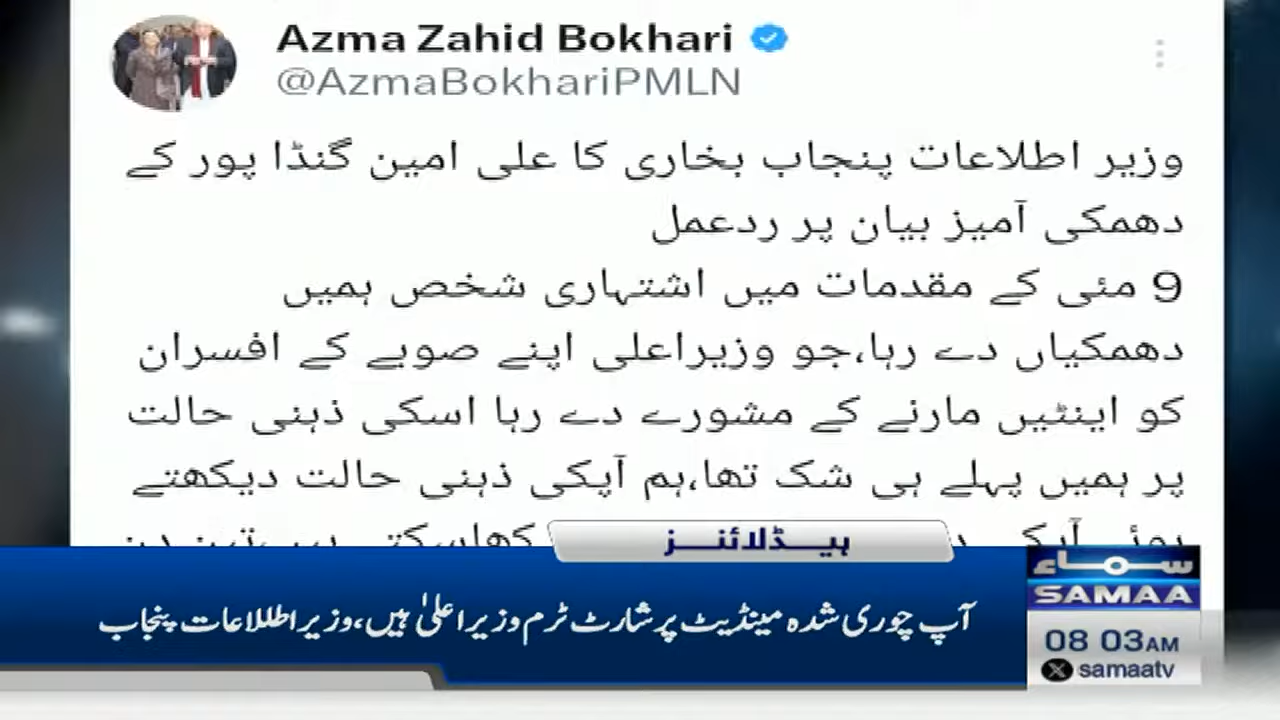 Azma Zahid Bokhari
@AzmaBokhariPMLN
وزیر اطلاعات پنجاب بخاری کا علی امین گنڈا پور کے
دھمکی آمیز بیان پر ردعمل
9 مئی کے مقدمات میں اشتہاری شخص ہمیں
دھمکیاں دے رہا،جو وزیراعلی اپنے صوبے کے افسران
کو اینٹیں مارنے کے مشورے دے رہا اسکی ذہنی حالت
پر ہمیں پہلے ہی شک تھا،ہم آپکی ذہنی حالت دیکھتے
ہیڈلائنز
آپ چوری شدہ مینڈیٹ پر شارٹ ٹرم وزیراعلیٰ ہیں،وزیر اطللاعات پنجاب
سماء
SAMAA
08 03AM
X samaatv